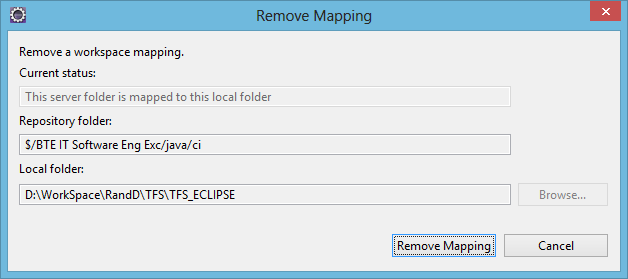 Remove Mapping
Remove a workspace mapping.
Current status:
This server folder is mapped to this local folder
Repository folder:
$/BTE IT Software Eng Exc/java/ci
Local folder:
D:\WorkSpace\RandD\TFS\TFS_ECLIPSE
Browse...
Remove Mapping
Cancel